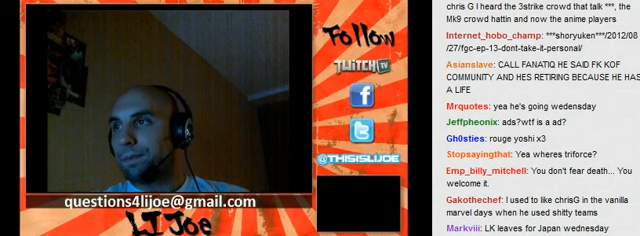 Follow
TWITCH TV
f
@THISISLIJOE
questions4lijoe@gmail.com
LI Joe
chris G I heard the 3strike crowd that talk ***, the
Mk9 crowd hattin and now the anime players
Internet_hobo_champ: ***shoryuken***/2012/08
/27/fgc-ep-13-dont-take-it-personal/
Asianslave: CALL FANATIQ HE SAID FK KOF
COMMUNITY AND HES RETIRING BECAUSE HE HAS
A LIFE
Mrquotes: yea he's going wedensday
Jeffpheonix: ads?wtf is a ad?
Gh0sties: rouge yoshi x3
Stopsayingthat: Yea wheres triforce?
Emp_billy_mitchell: You don't fear death... You
welcome it.
Gakothechef: I used to like chrisG in the vanilla
marvel days when he used shitty teams
Markviii: LK leaves for Japan wednesday